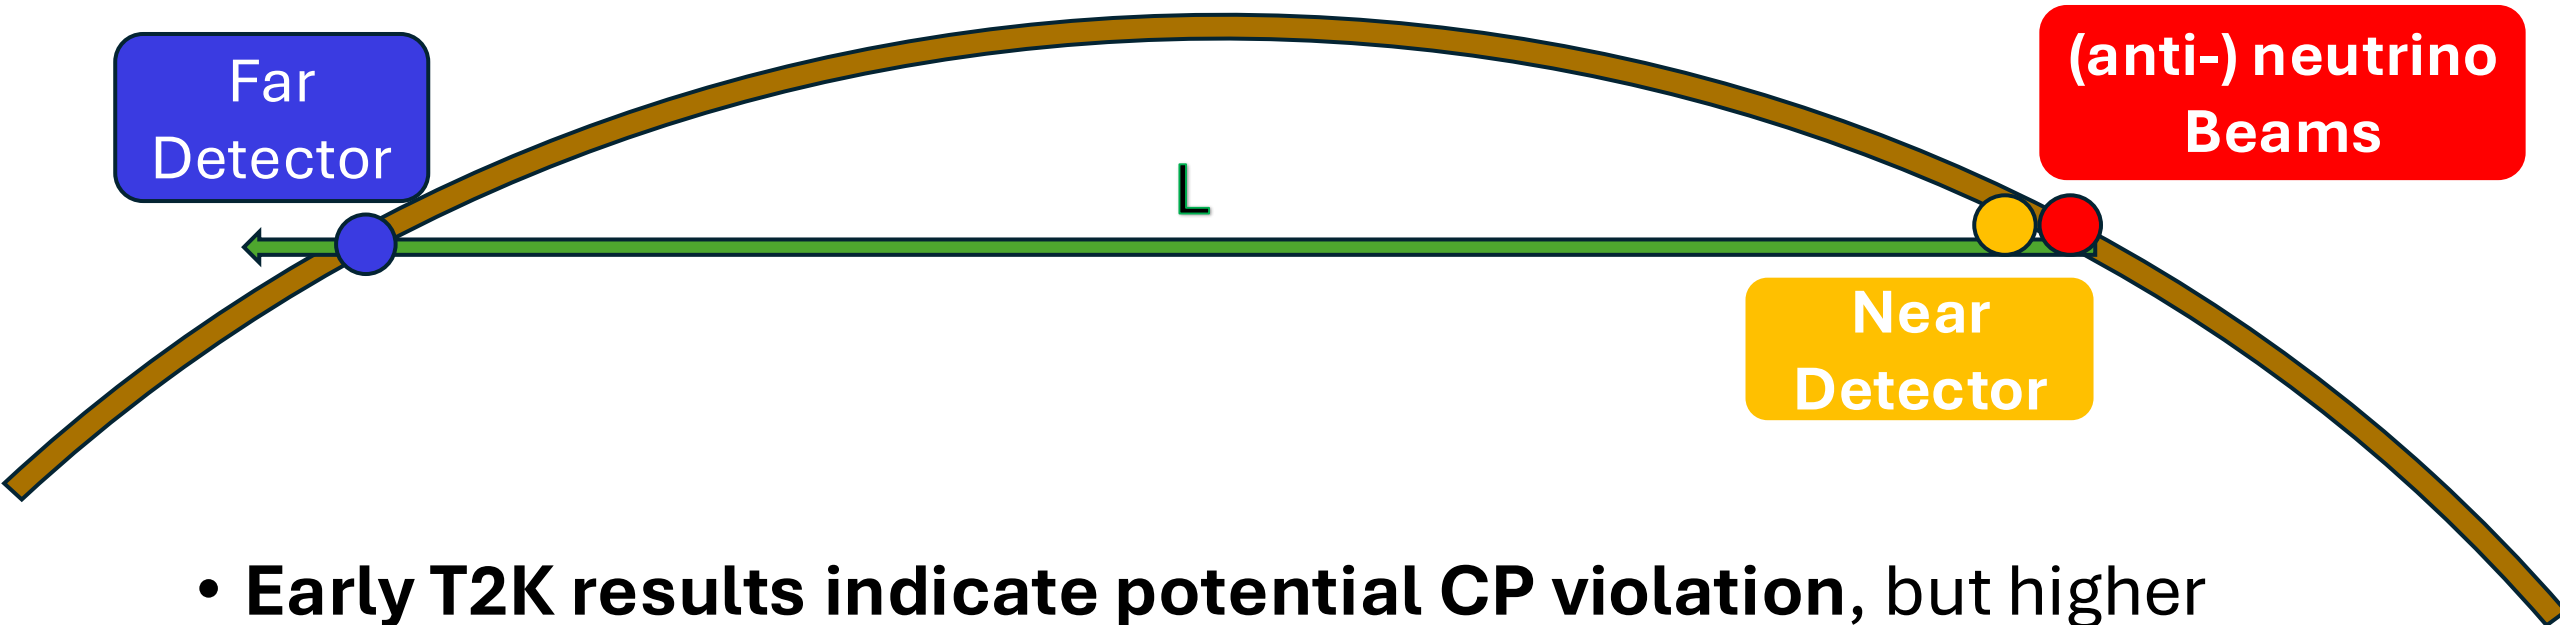 Far
Detector
(anti-) neutrino
Beams
L
Near
Detector
• Early T2K results indicate potential CP violation, but higher